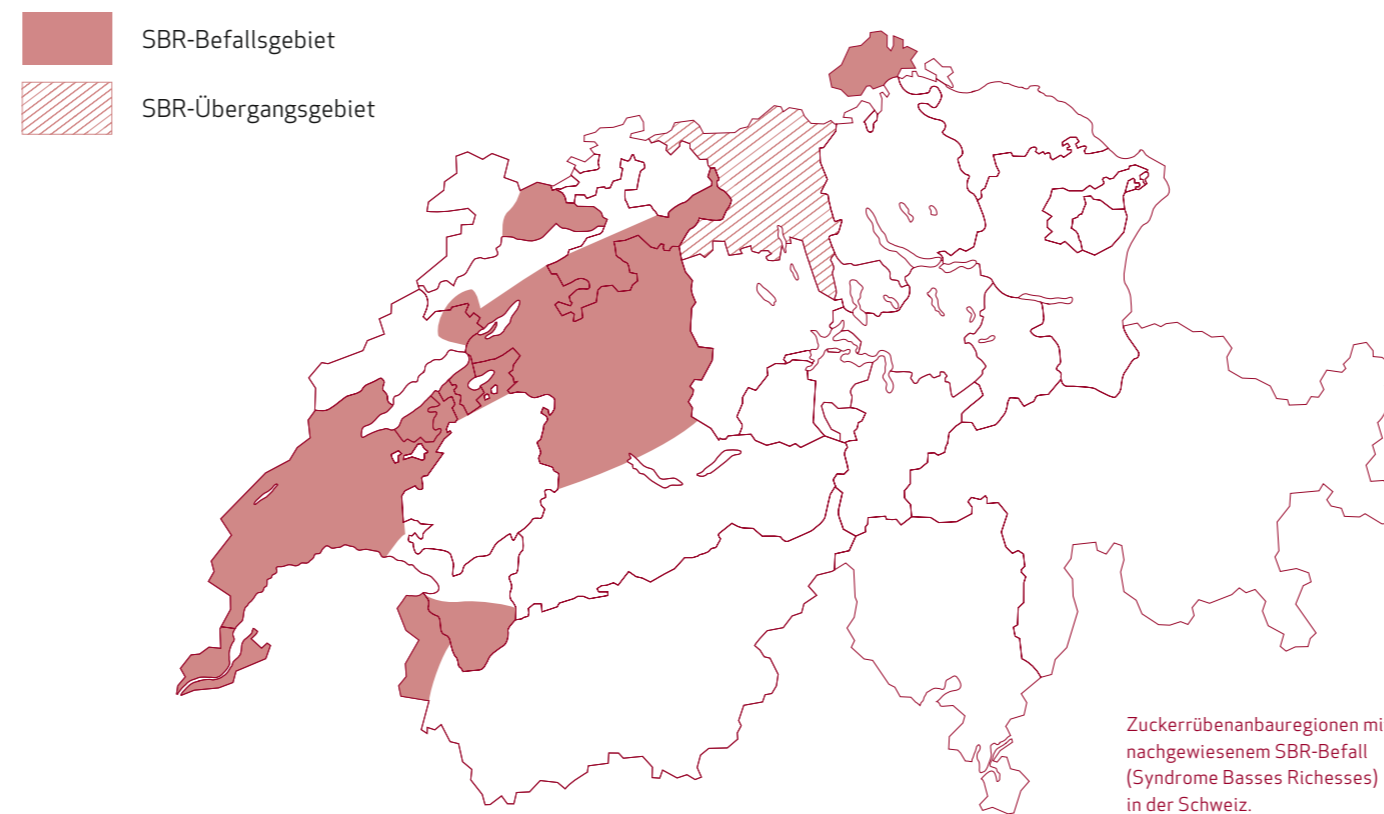 SBR-Befallsgebiet
SBR-Übergangsgebiet
Zuckerrübenanbauregionen mi
nachgewiesenem SBR-Befall
(Syndrome Basses Richesses)
in der Schweiz.